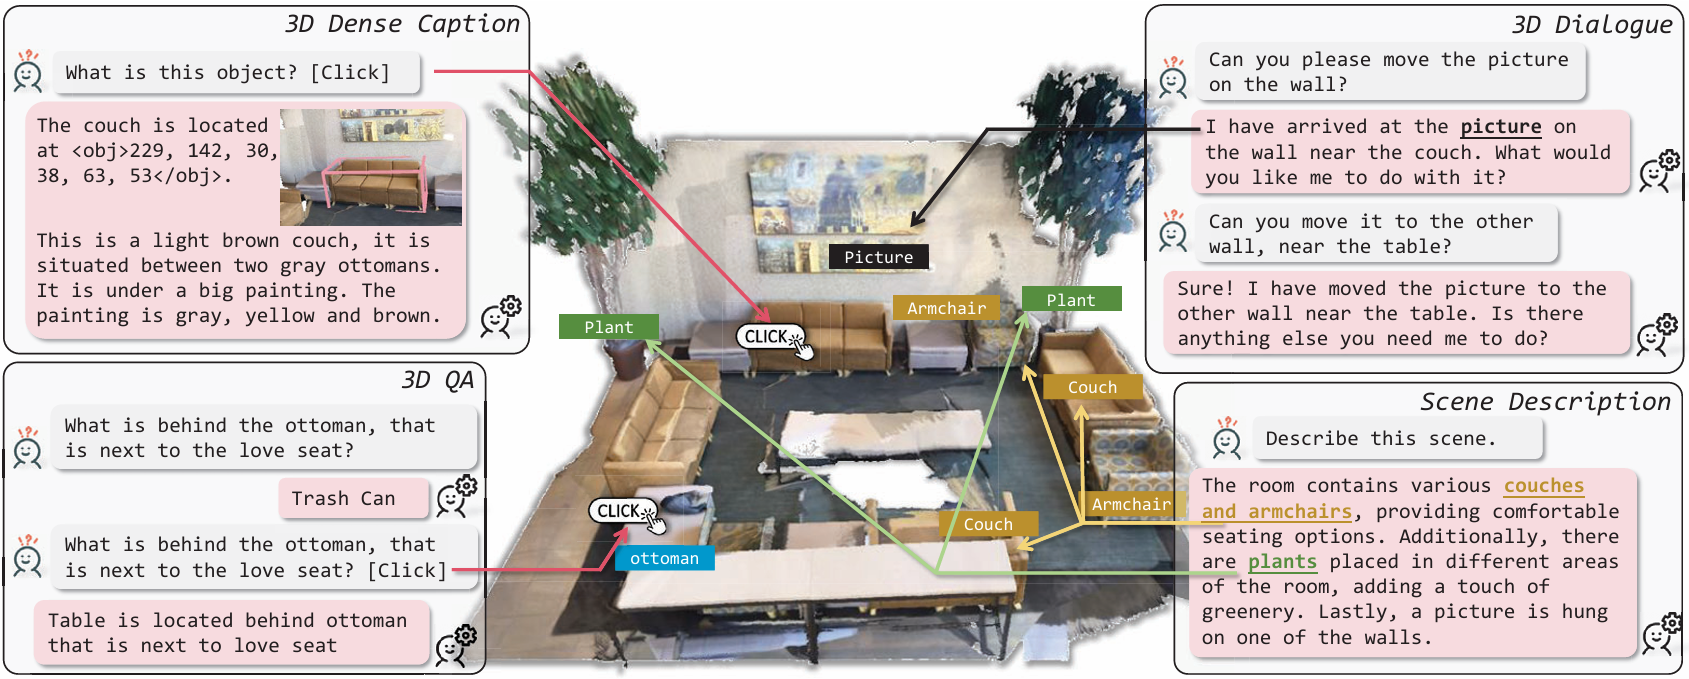 3D Dense Caption
What is this object? [Click]
The couch is located
at <obj>229, 142, 30,
38, 63, 53</obj>.
This is a light brown couch, it is
situated between two gray ottomans.
It is under a big painting. The
painting is gray, yellow and brown.
3D QA
What is behind the ottoman, that
is next to the love seat?
Trash Can
What is behind the ottoman, that
is next to the love seat? [Click]
Table is located behind ottoman
that is next to love seat
Picture
Armchair
Plant
Plant
CLICK
Couch
CLICK
Armchair
Couch
ottoman
3D Dialogue
Can you please move the picture
on the wall?
I have arrived at the picture on
the wall near the couch. What would
you like me to do with it?
Can you move it to the other
wall, near the table?
Sure! I have moved the picture to the
other wall near the table. Is there
anything else you need me to do?
Scene Description
Describe this scene.
The room contains various couches
and armchairs, providing comfortable
seating options. Additionally, there
are plants placed in different areas
of the room, adding a touch of
greenery. Lastly, a picture is hung
on one of the walls.